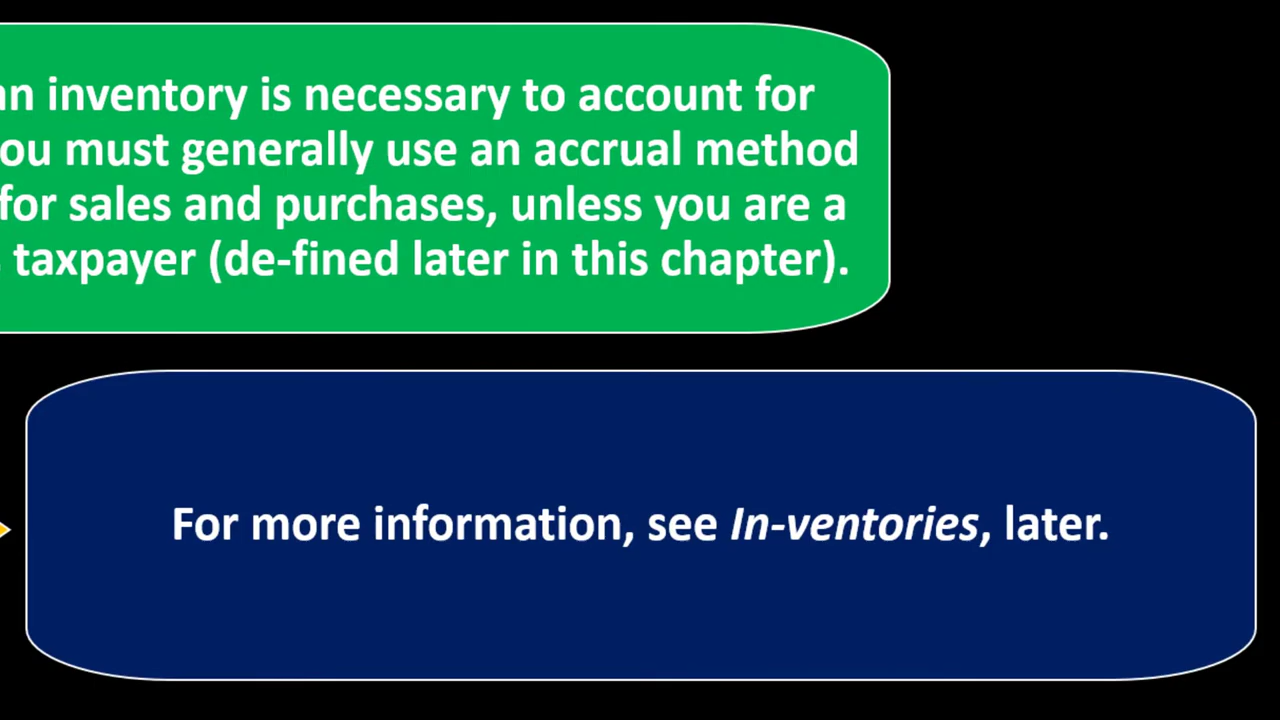 an inventory is necessary to account for
ou must generally use an accrual method
for sales and purchases, unless you are a
taxpayer (de-fined later in this chapter).
For more information, see In-ventories, later.